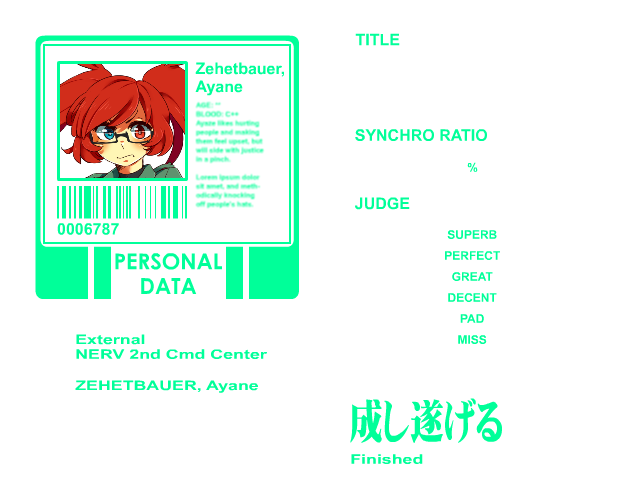 Zehetbauer,
Ayane
AGE: **
BLOOD: C++
Ayane likes hurting
people and making
them feel upset, but
will side with justice
in a pinch.
Lorem ipsum dolor
sit amet, and meth-
odically knocking
off people's hats.
0006787
PERSONAL
DATA
External
NERV 2nd Cmd Center
ZEHETBAUER, Ayane
TITLE
SYNCHRO RATIO
%
JUDGE
SUPERB
PERFECT
GREAT
DECENT
PAD
MISS
成し遂げる
Finished